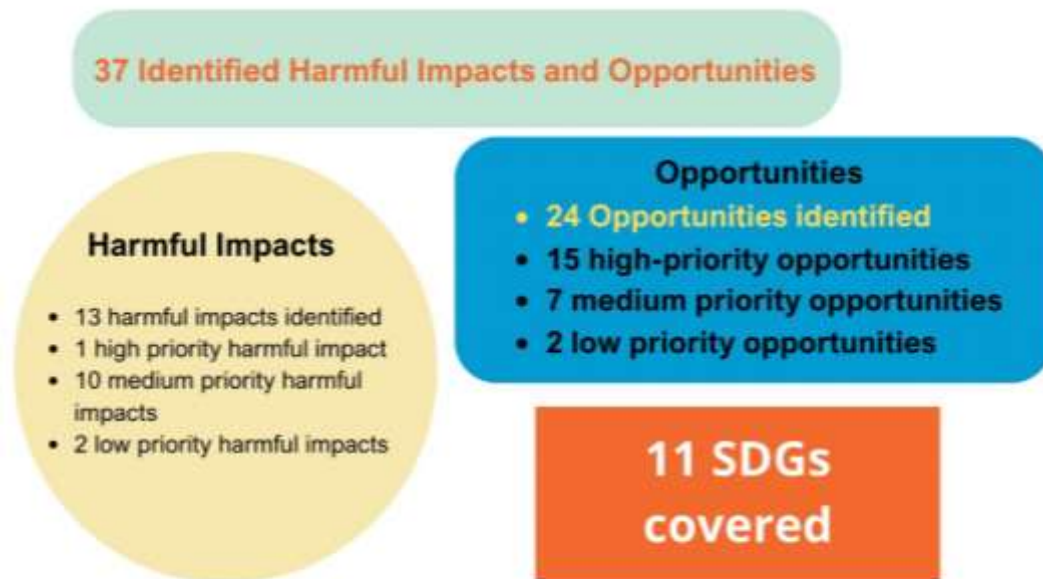 37 Identified Harmful Impacts and Opportunities
Harmful Impacts
• 13 harmful impacts identified
• 1 high priority harmful impact
• 10 medium priority harmful
impacts
• 2 low priority harmful impacts
Opportunities
• 24 Opportunities identified
• 15 high-priority opportunities
• 7 medium priority opportunities
• 2 low priority opportunities
11 SDGs
covered